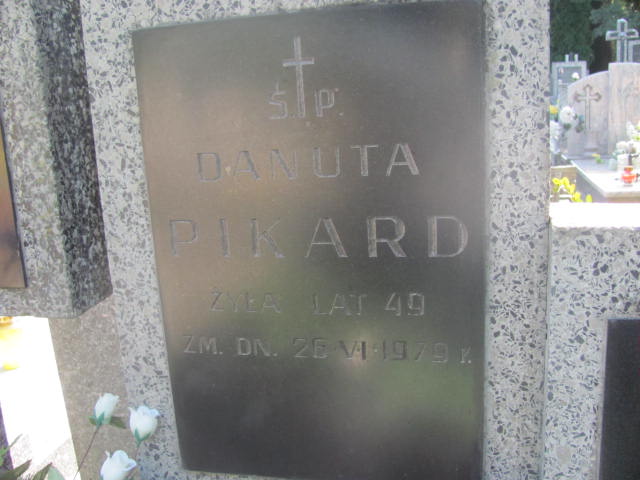 Ś.P.
DANUTA
PIKARD
ŻYŁA LAT 49
ZM. DN. 26·VI·1979 R.